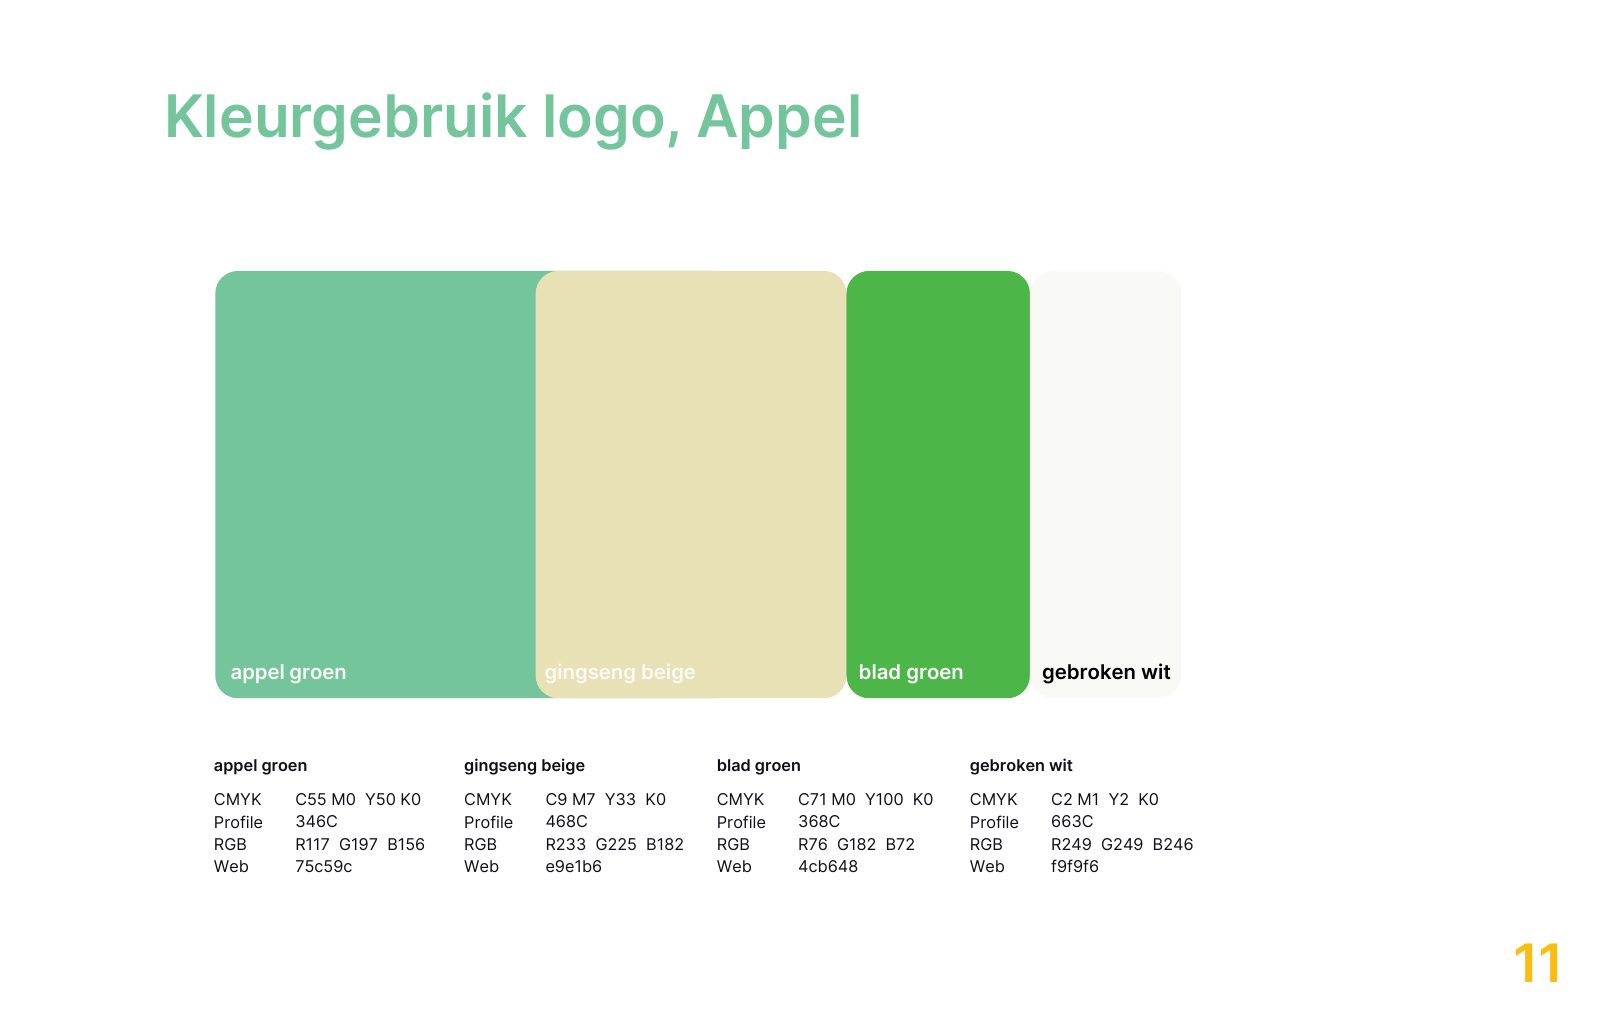 Kleurgebruik logo, Appel
appel groen
gingseng beige
blad groen
gebroken wit
appel groen
CMYK C55 M0 Y50 K0
Profile 346C
RGB R117 G197 B156
Web 75c59c
gingseng beige
CMYK C9 M7 Y33 K0
Profile 468C
RGB R233 G225 B182
Web e9e1b6
blad groen
CMYK C71 M0 Y100 K0
Profile 368C
RGB R76 G182 B72
Web 4cb648
gebroken wit
CMYK C2 M1 Y2 K0
Profile 663C
RGB R249 G249 B246
Web f9f9f6
11